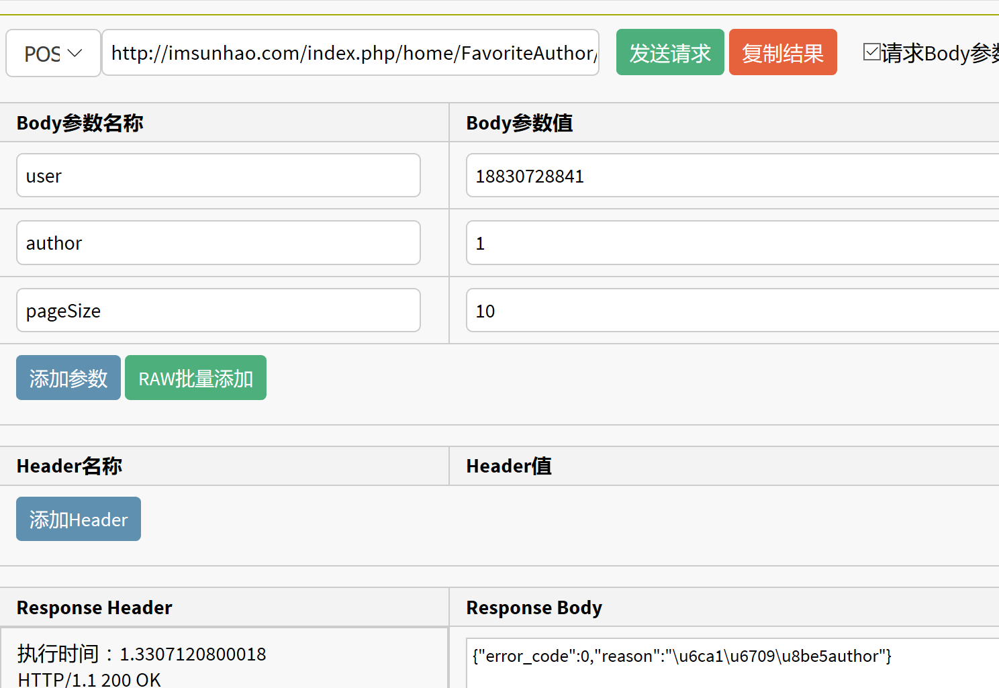 POS http://imsunhao.com/index.php/home/FavoriteAuthor/ 发送请求 复制结果 请求Body参数
Body参数名称 Body参数值
user 18830728841
author 1
pageSize 10
添加参数 RAW批量添加
Header名称 Header值
添加Header
Response Header Response Body
执行时间：1.3307120800018 {"error_code":0,"reason":"\u6ca1\u6709\u8be5author"}
HTTP/1.1 200 OK